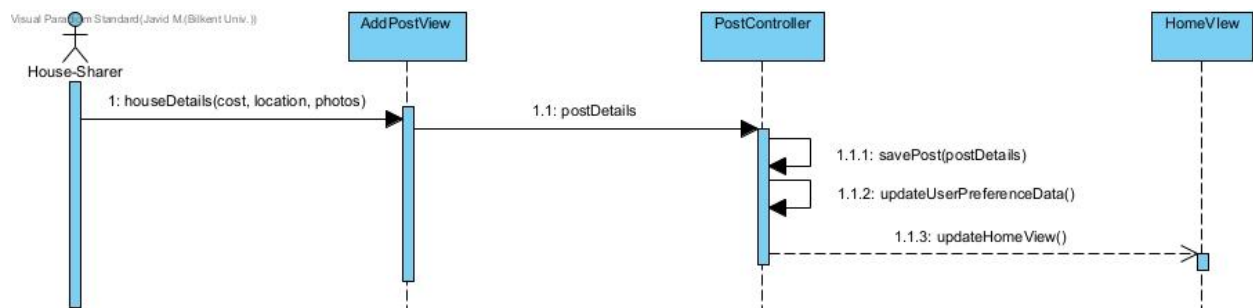 Visual Paradigm Standard(Javid M.(Bilkent Univ.))
AddPostView
PostController
HomeVIew
House-Sharer
1: houseDetails(cost, location, photos)
1.1: postDetails
1.1.1: savePost(postDetails)
1.1.2: updateUserPreferenceData()
1.1.3: updateHomeView()